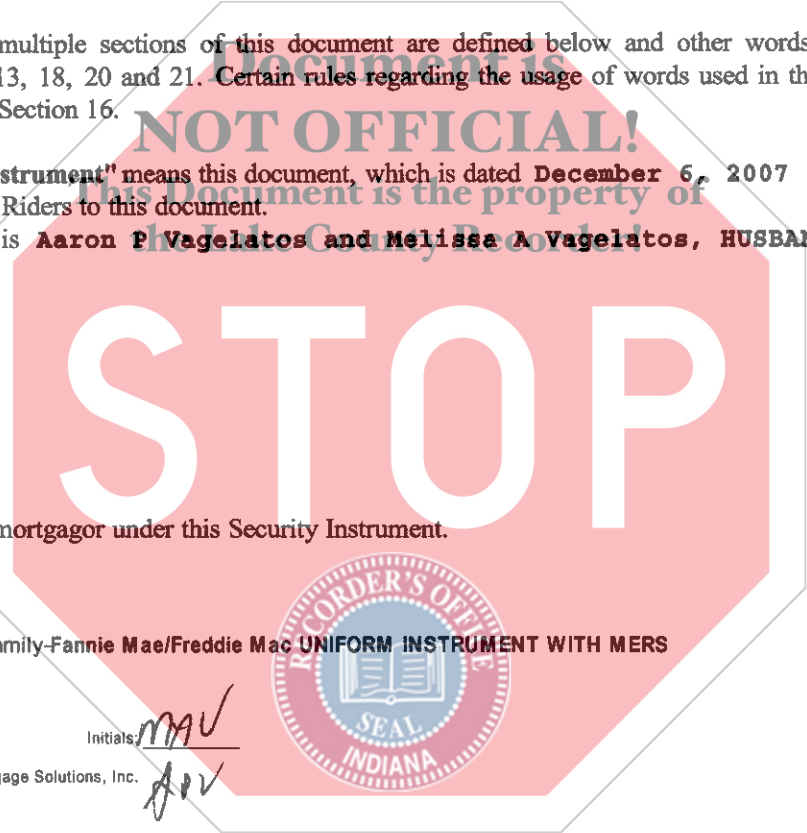 multiple sections of this document are defined below and other words
13, 18, 20 and 21. Certain rules regarding the usage of words used in th
Section 16.
Document is
NOT OFFICIAL!
This Document is the property of
the Lake County Recorder!
strument" means this document, which is dated December 6, 2007
Riders to this document.
is Aaron P Vagelatos and Melissa A Vagelatos, HUSBAN
STOP
mortgagor under this Security Instrument.
RECORDER'S OFFICE
SEAL
INDIANA
amily-Fannie Mae/Freddie Mac UNIFORM INSTRUMENT WITH MERS
Initials: MAV
gage Solutions, Inc. APV